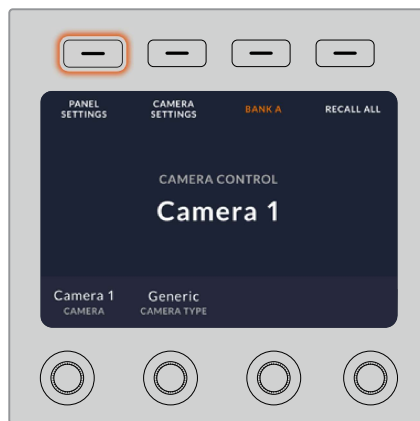 PANEL
SETTINGS
CAMERA
SETTINGS
BANK A
RECALL ALL
CAMERA CONTROL
Camera 1
Camera 1
CAMERA
Generic
CAMERA TYPE